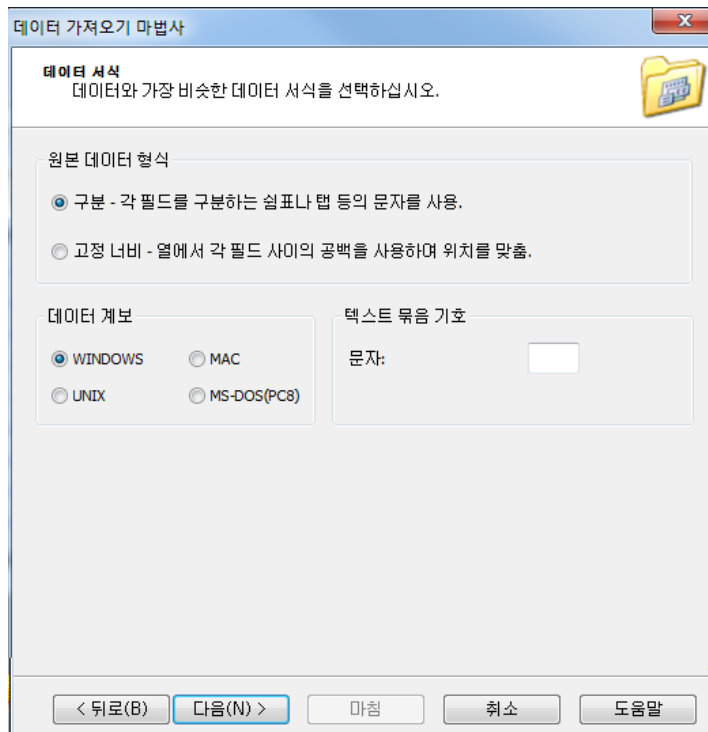 데이터 가져오기 마법사
데이터 서식
데이터와 가장 비슷한 데이터 서식을 선택하십시오.
원본 데이터 형식
구분 - 각 필드를 구분하는 쉼표나 탭 등의 문자를 사용.
고정 너비 - 열에서 각 필드 사이의 공백을 사용하여 위치를 맞춤.
데이터 계보
WINDOWS
MAC
UNIX
MS-DOS(PC8)
텍스트 묶음 기호
문자:
< 뒤로(B)
다음(N) >
마침
취소
도움말